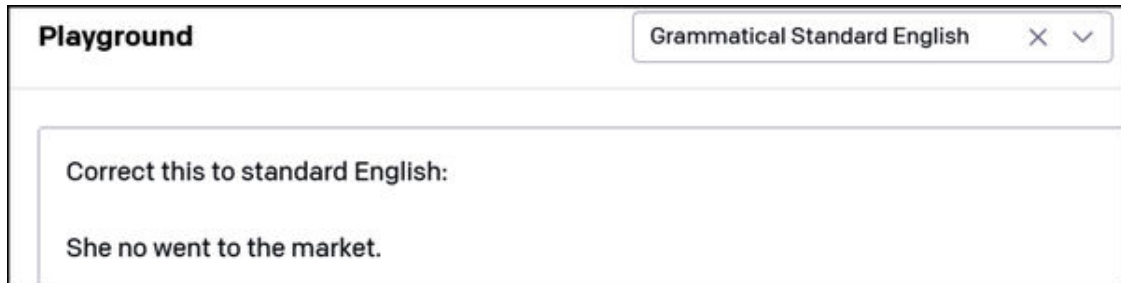 Playground
Grammatical Standard English
Correct this to standard English:
She no went to the market.